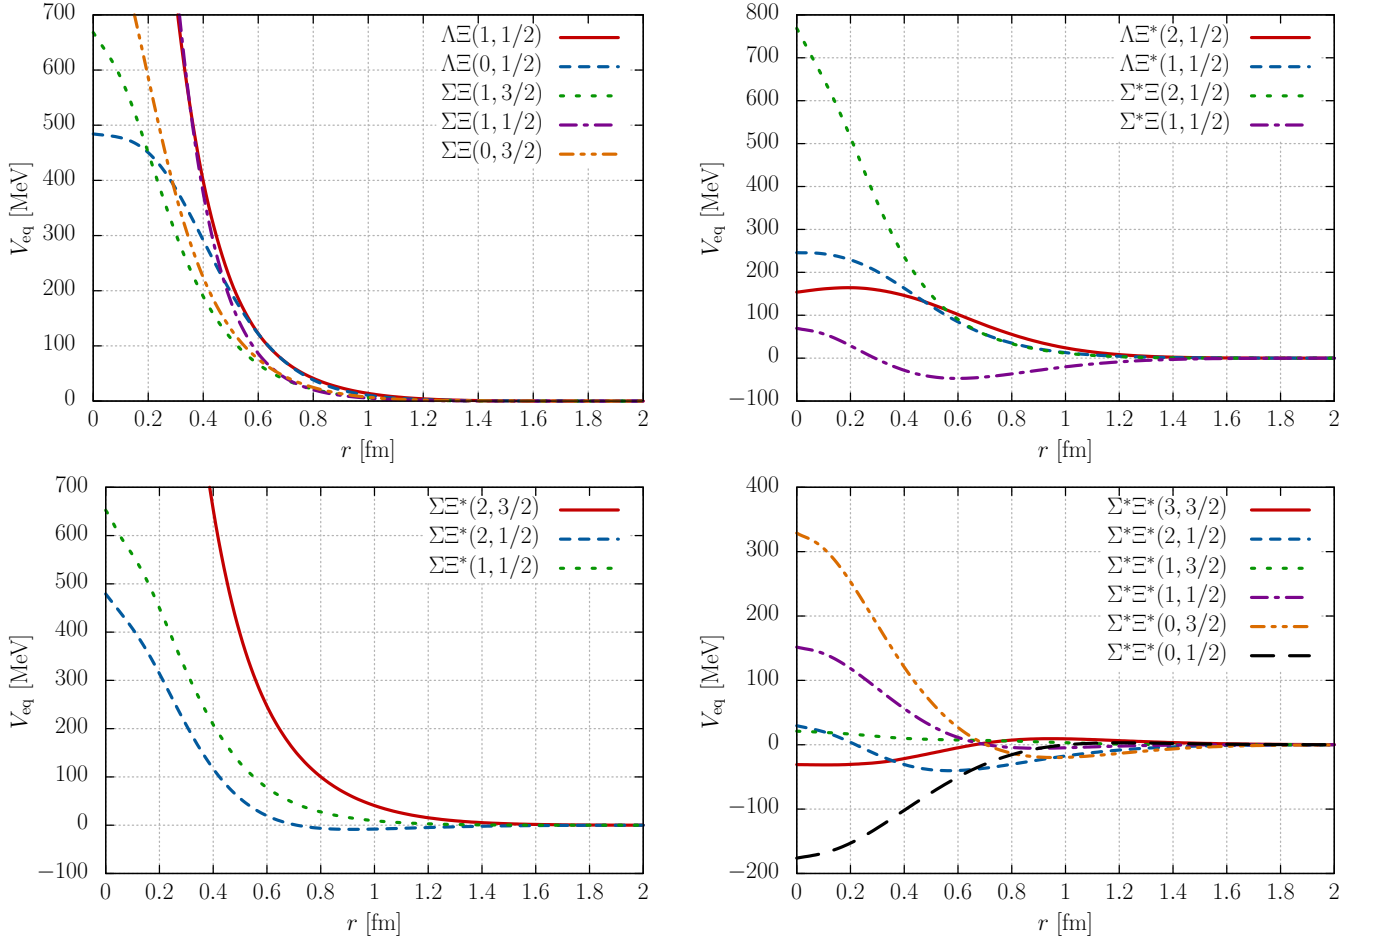 700
600
500
400
300
200
100
0
V_eq [MeV]
ΛΞ(1, 1/2)
ΛΞ(0, 1/2)
ΣΞ(1, 3/2)
ΣΞ(1, 1/2)
ΣΞ(0, 3/2)
0 0.2 0.4 0.6 0.8 1 1.2 1.4 1.6 1.8 2
r [fm]
800
700
600
500
400
300
200
100
0
−100
V_eq [MeV]
ΛΞ*(2, 1/2)
ΛΞ*(1, 1/2)
Σ*Ξ(2, 1/2)
Σ*Ξ(1, 1/2)
0 0.2 0.4 0.6 0.8 1 1.2 1.4 1.6 1.8 2
r [fm]
700
600
500
400
300
200
100
0
−100
V_eq [MeV]
ΣΞ*(2, 3/2)
ΣΞ*(2, 1/2)
ΣΞ*(1, 1/2)
0 0.2 0.4 0.6 0.8 1 1.2 1.4 1.6 1.8 2
r [fm]
400
300
200
100
0
−100
−200
V_eq [MeV]
Σ*Ξ*(3, 3/2)
Σ*Ξ*(2, 1/2)
Σ*Ξ*(1, 3/2)
Σ*Ξ*(1, 1/2)
Σ*Ξ*(0, 3/2)
Σ*Ξ*(0, 1/2)
0 0.2 0.4 0.6 0.8 1 1.2 1.4 1.6 1.8 2
r [fm]